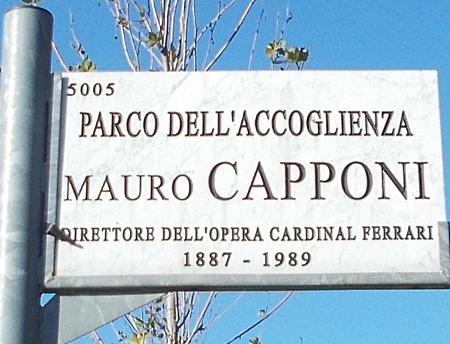 5005
PARCO DELL'ACCOGLIENZA
MAURO CAPPONI
DIRETTORE DELL'OPERA CARDINAL FERRARI
1887 - 1989